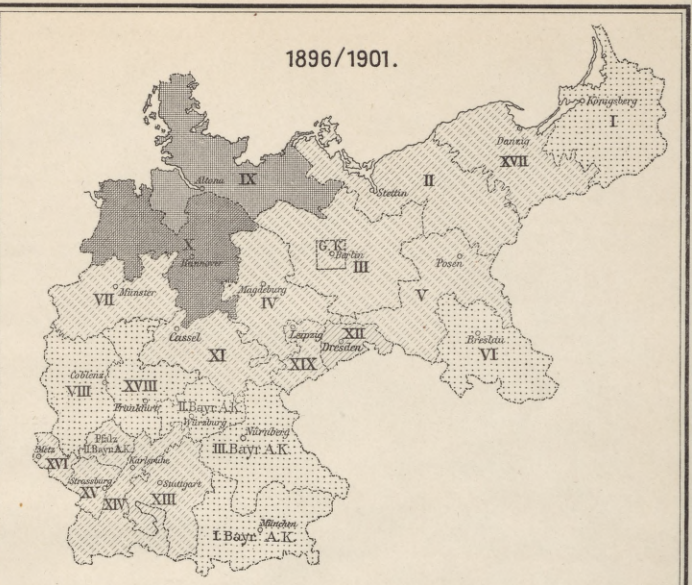 1896/1901.
Königsberg
I
Danzig
XVII
Altona
IX
II
Stettin
X
Hannover
G.K.
Berlin
III
Posen
V
VII
Münster
Magdeburg
IV
Cassel
XI
Leipzig
XIX
XII
Dresden
Breslau
VI
Coblenz
VIII
XVIII
Frankfurt
II.Bayr.A.K.
Würzburg
Nürnberg
III.Bayr.A.K.
Pfalz
II.Bayr.A.K.
Metz
XVI
Karlsruhe
Strassburg
XV
XIV
Stuttgart
XIII
München
I.Bayr.A.K.